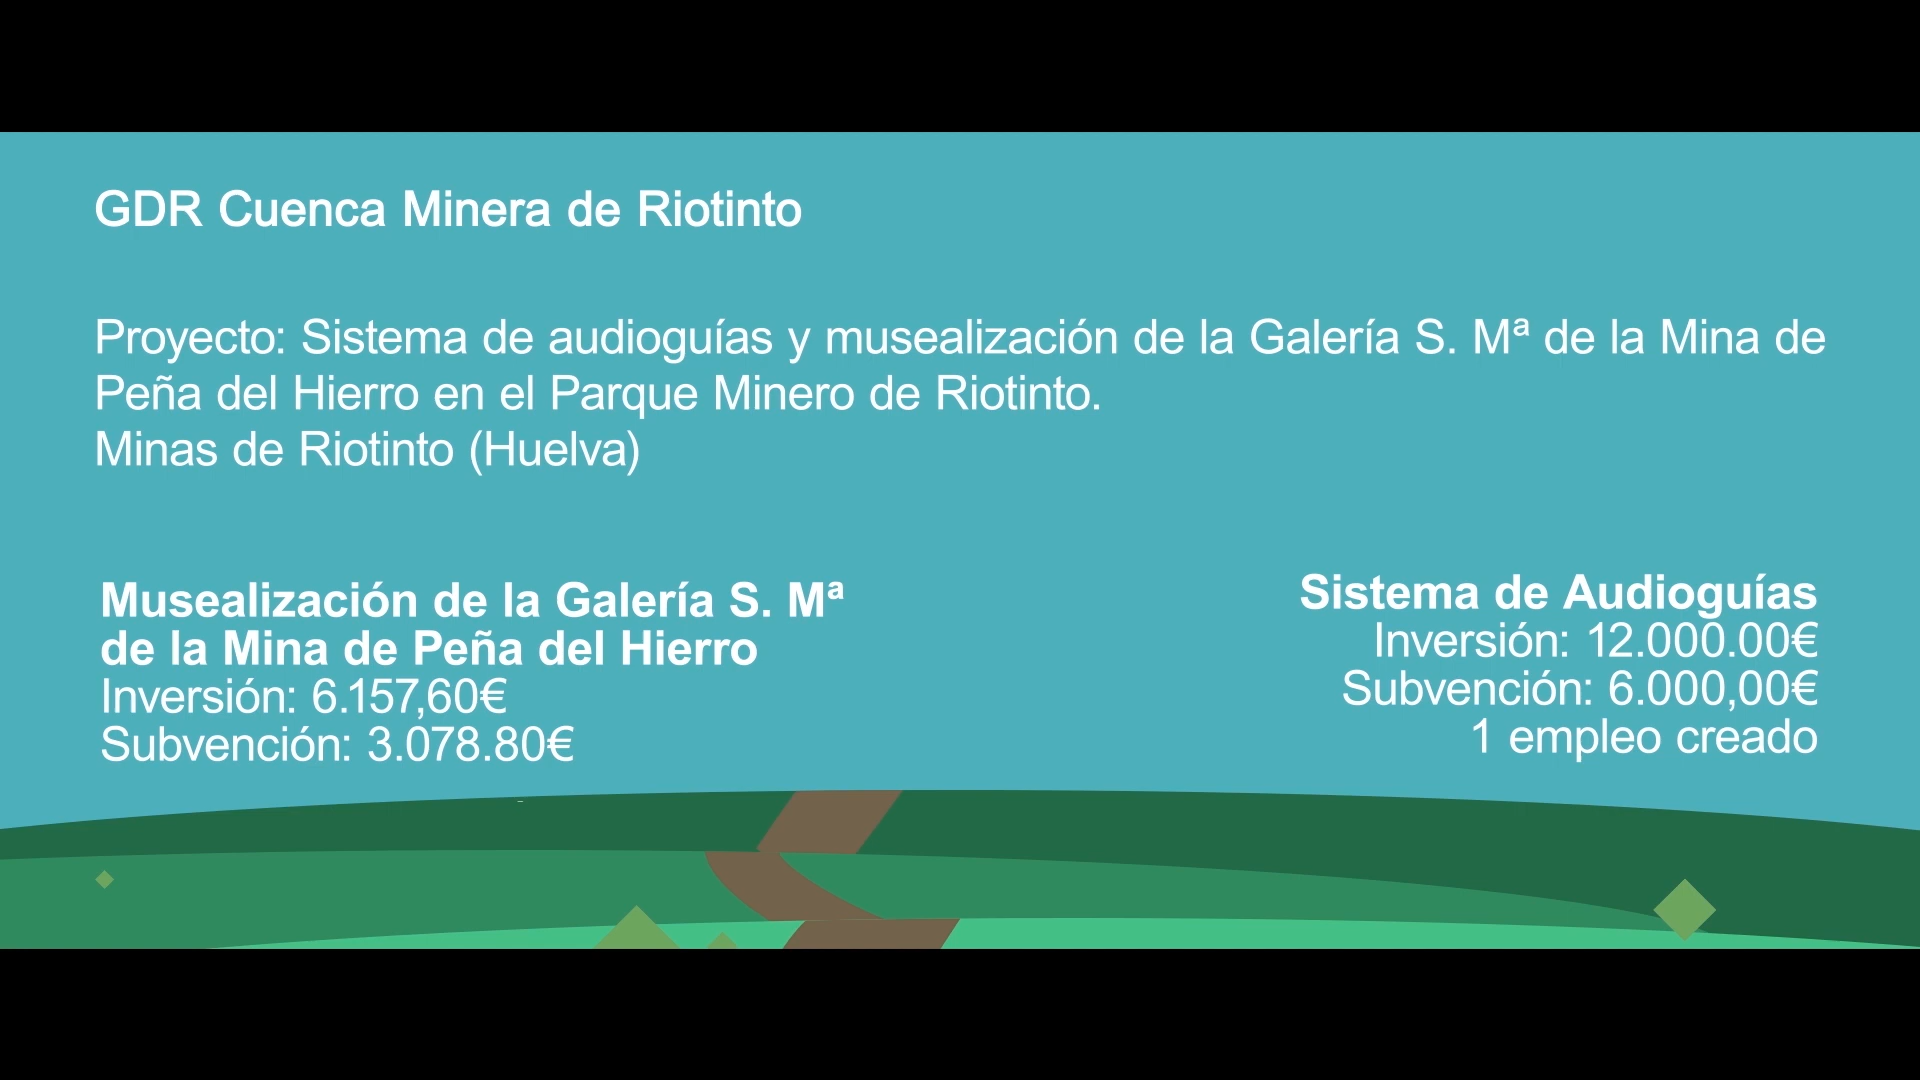 GDR Cuenca Minera de Riotinto
Proyecto: Sistema de audioguías y musealización de la Galería S. Mª de la Mina de
Peña del Hierro en el Parque Minero de Riotinto.
Minas de Riotinto (Huelva)
Musealización de la Galería S. Mª
de la Mina de Peña del Hierro
Inversión: 6.157,60€
Subvención: 3.078.80€
Sistema de Audioguías
Inversión: 12.000.00€
Subvención: 6.000,00€
1 empleo creado